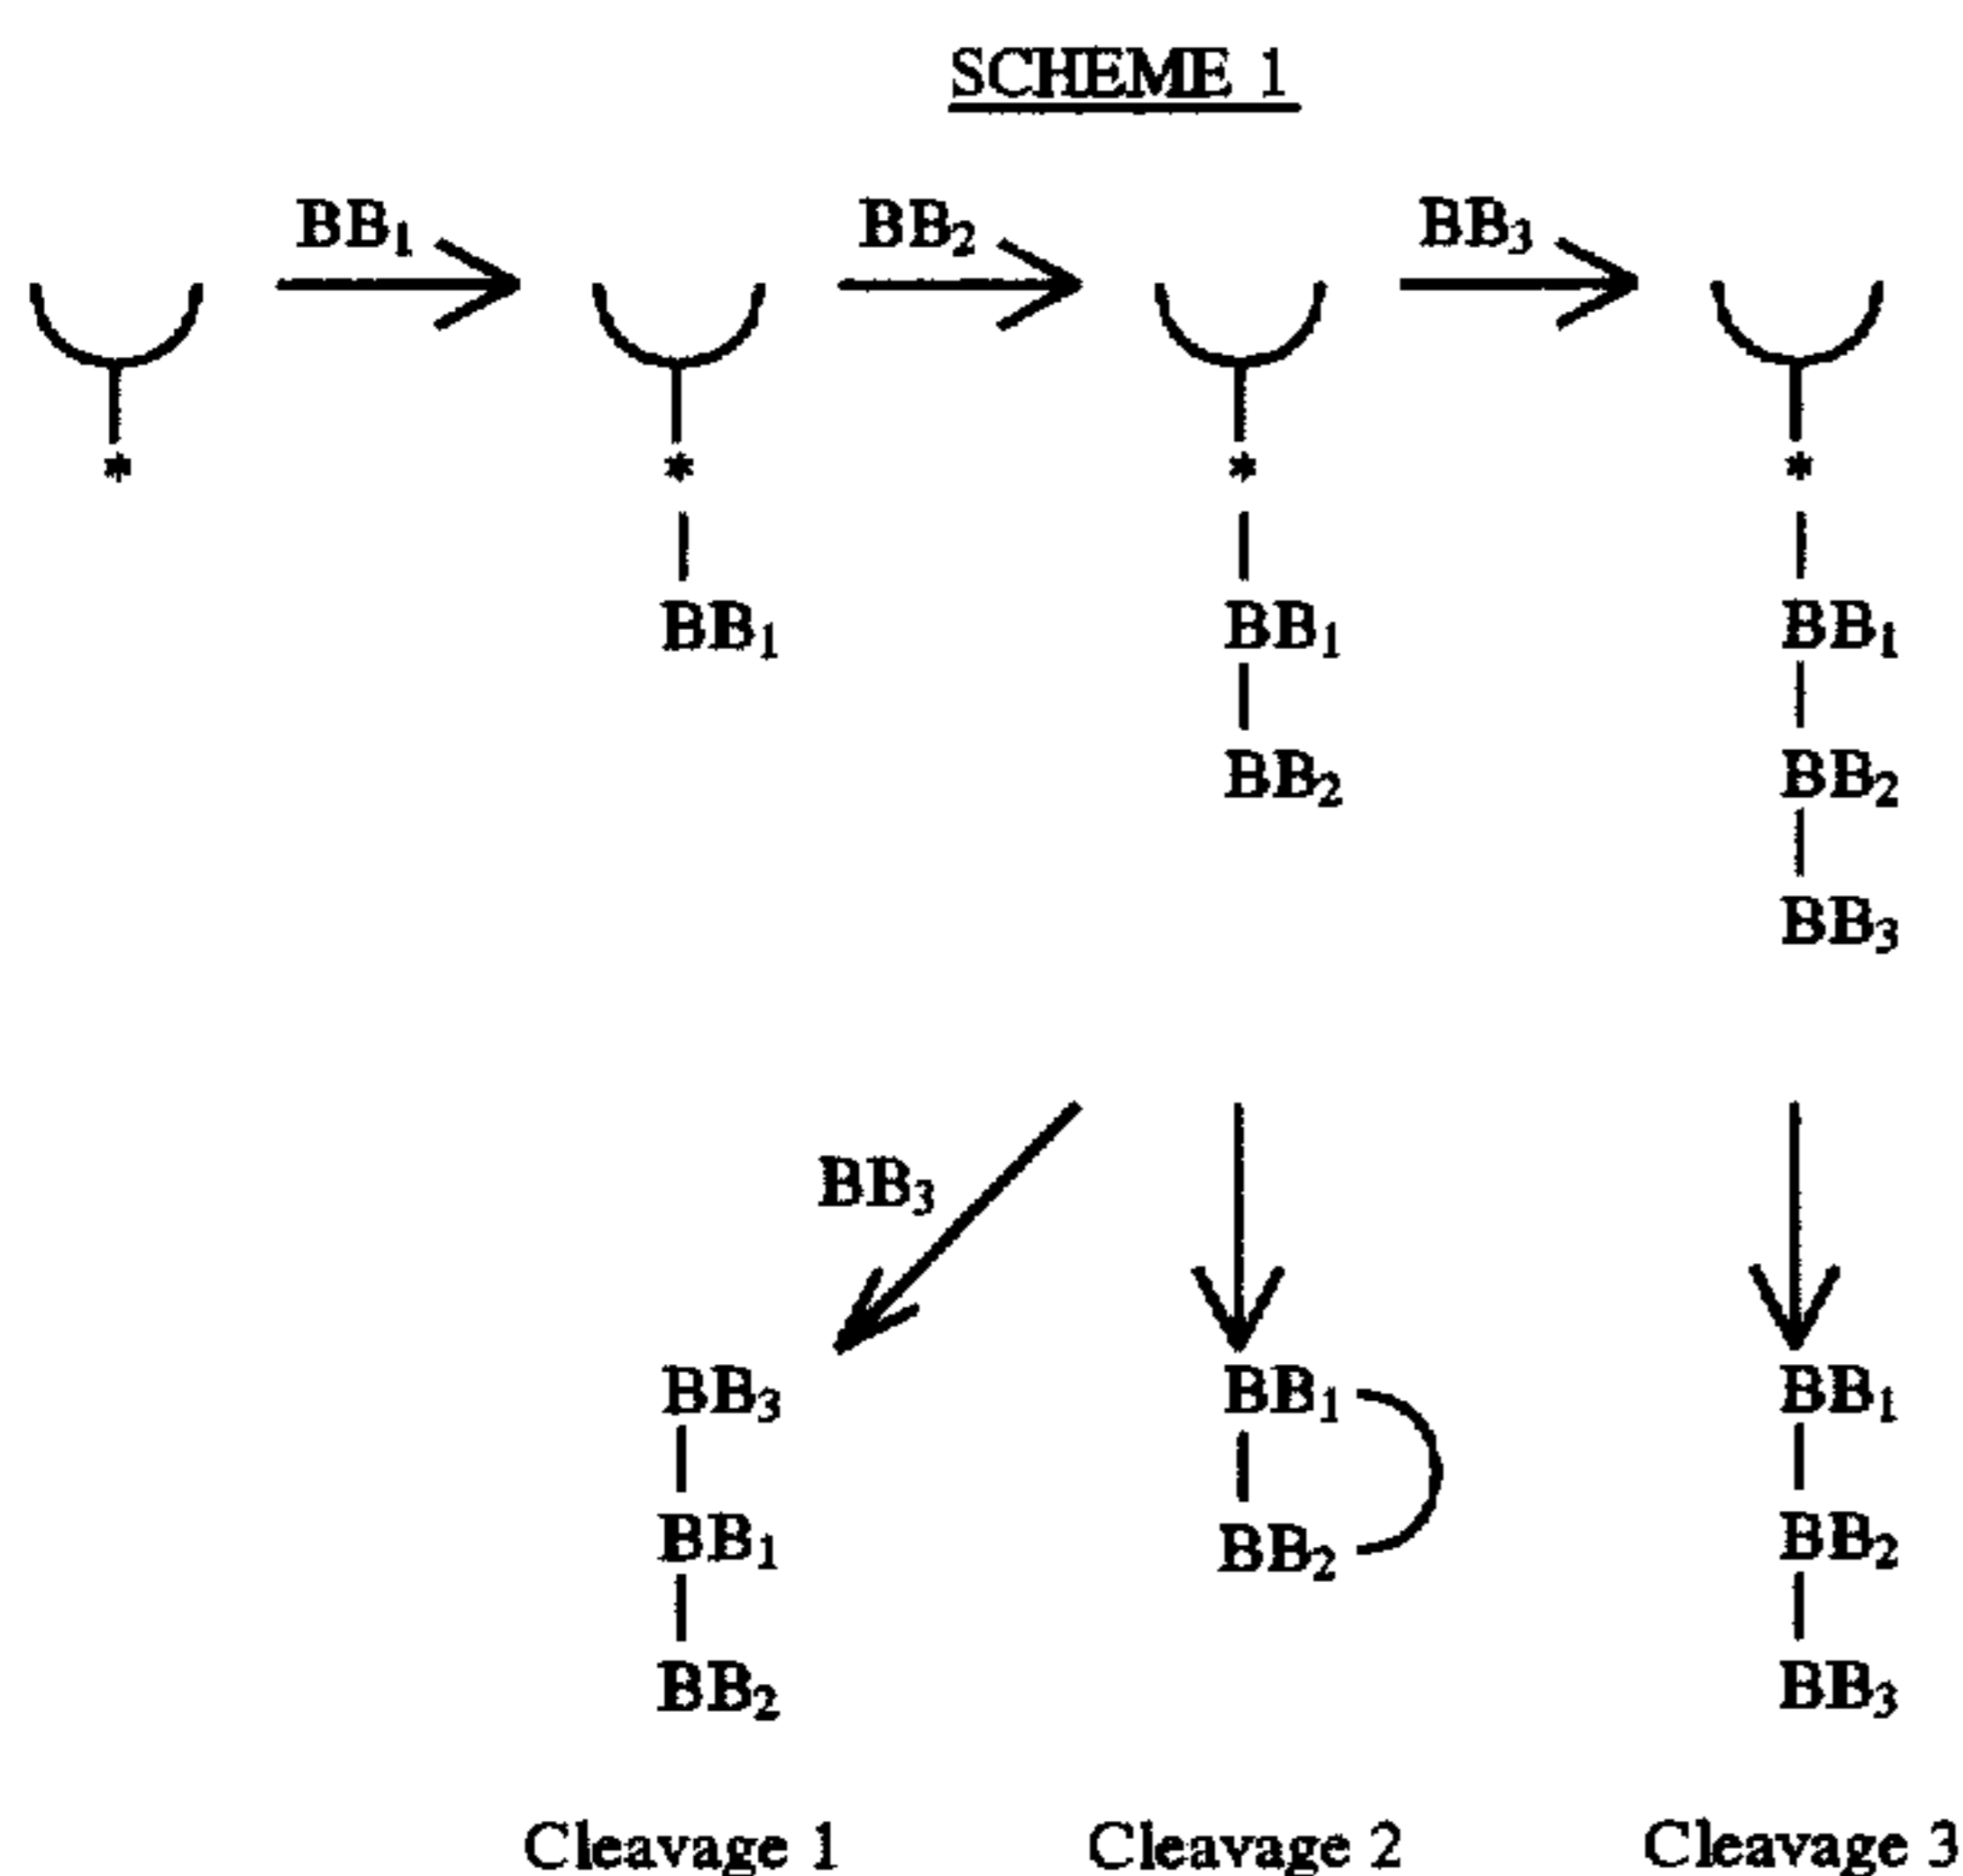 SCHEME 1
BB₁ BB₂ BB₃
* * * *
BB₁ BB₁ BB₁
BB₂ BB₂
BB₃
BB₃
BB₃ BB₁ BB₁
BB₁ BB₂ BB₂
BB₂ BB₃
Cleavage 1 Cleavage 2 Cleavage 3